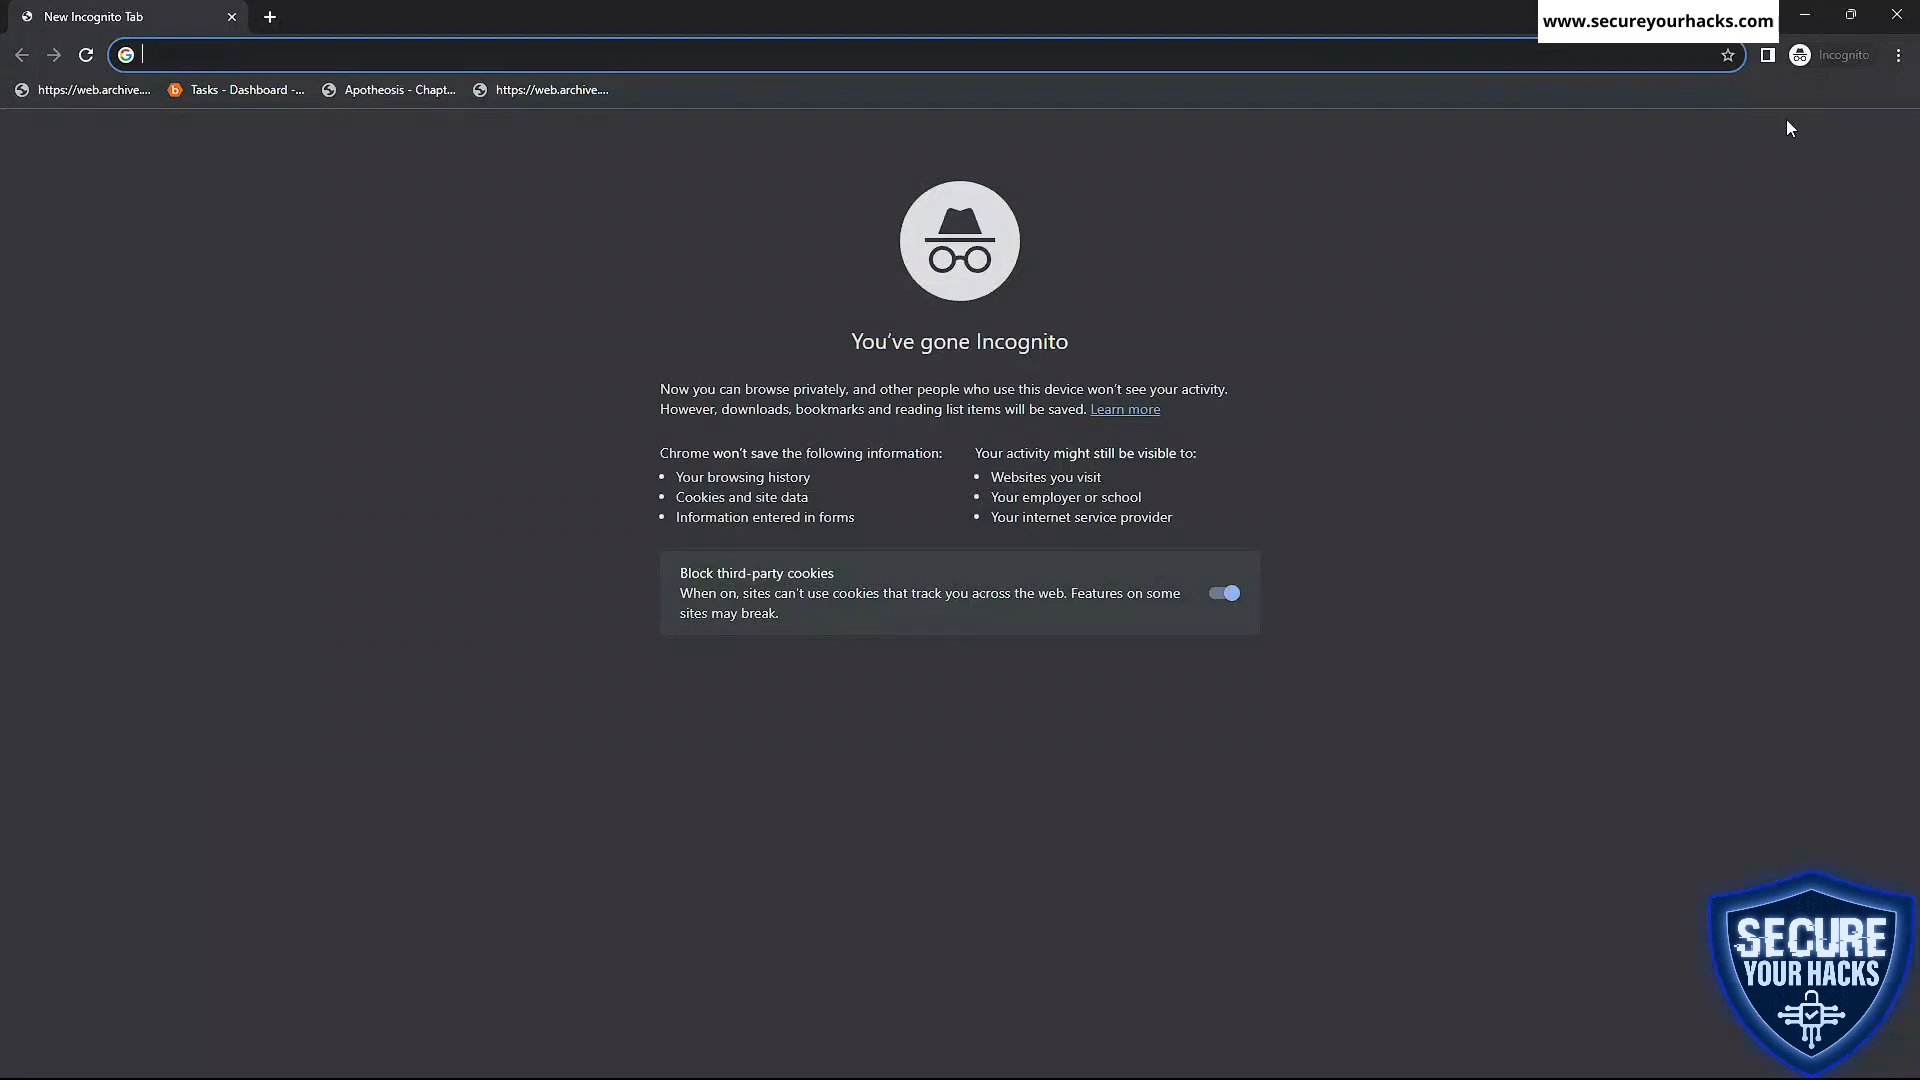 New Incognito Tab
www.secureyourhacks.com
Incognito
https://web.archive....
Tasks - Dashboard -...
Apotheosis - Chapt...
https://web.archive....
You've gone Incognito
Now you can browse privately, and other people who use this device won't see your activity.
However, downloads, bookmarks and reading list items will be saved. Learn more
Chrome won't save the following information:
Your browsing history
Cookies and site data
Information entered in forms
Your activity might still be visible to:
Websites you visit
Your employer or school
Your internet service provider
Block third-party cookies
When on, sites can't use cookies that track you across the web. Features on some
sites may break.
SECURE
YOUR HACKS